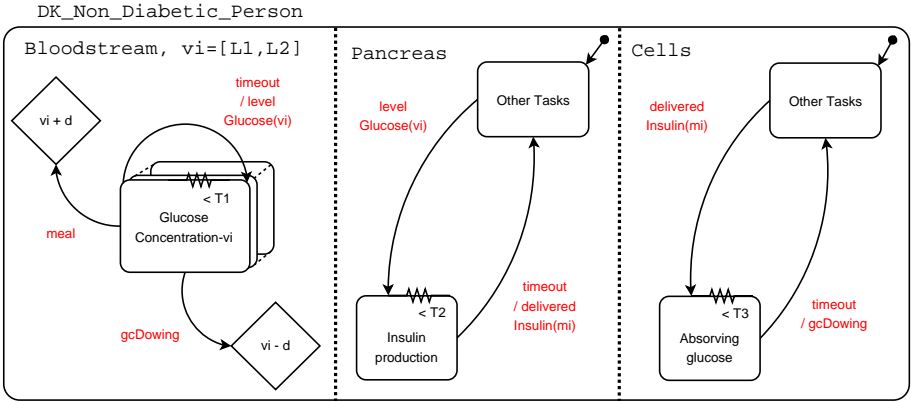 DK_Non_Diabetic_Person
Bloodstream, vi=[L1,L2]
timeout
/ level
Glucose(vi)
vi + d
< T1
Glucose
Concentration-vi
meal
gcDowing
vi - d
Pancreas
Other Tasks
level
Glucose(vi)
timeout
/ delivered
Insulin(mi)
< T2
Insulin
production
Cells
Other Tasks
delivered
Insulin(mi)
timeout
/ gcDowing
< T3
Absorving
glucose